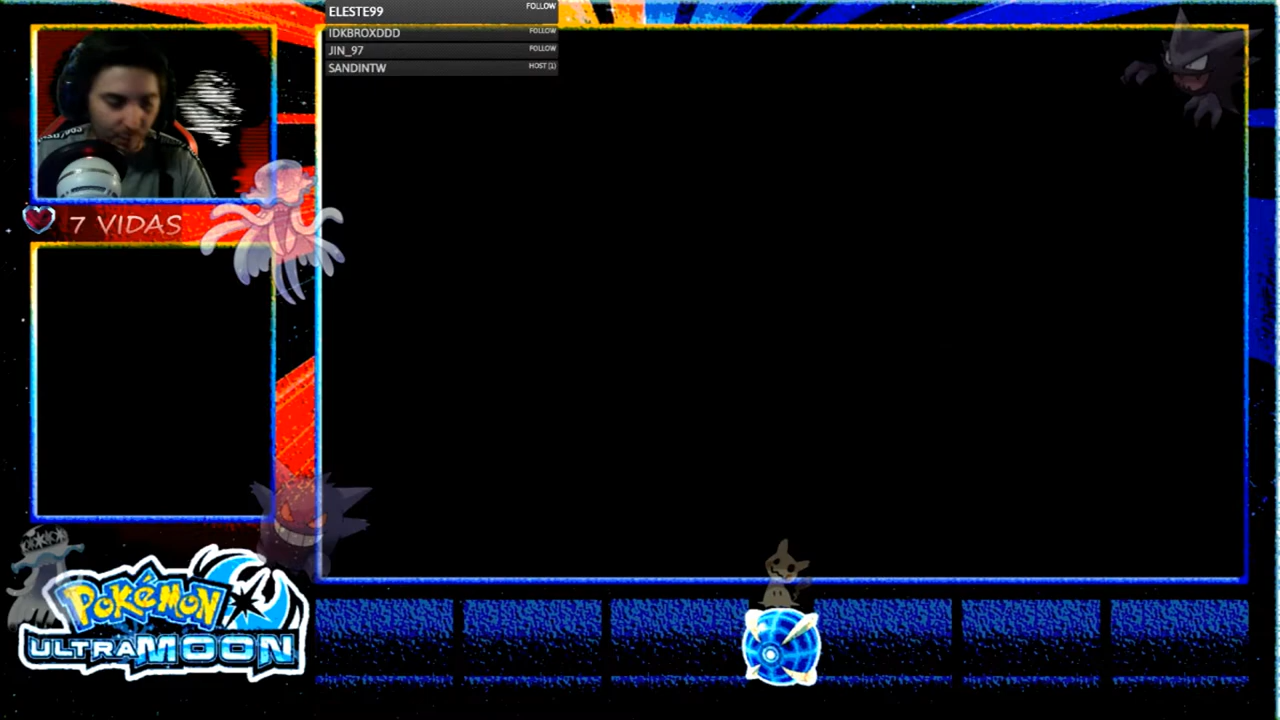 ELESTE99 FOLLOW
IDKBROXDDD FOLLOW
JIN_97 FOLLOW
SANDINTW HOST [1]
7 VIDAS
POKéMON
ULTRAMOON